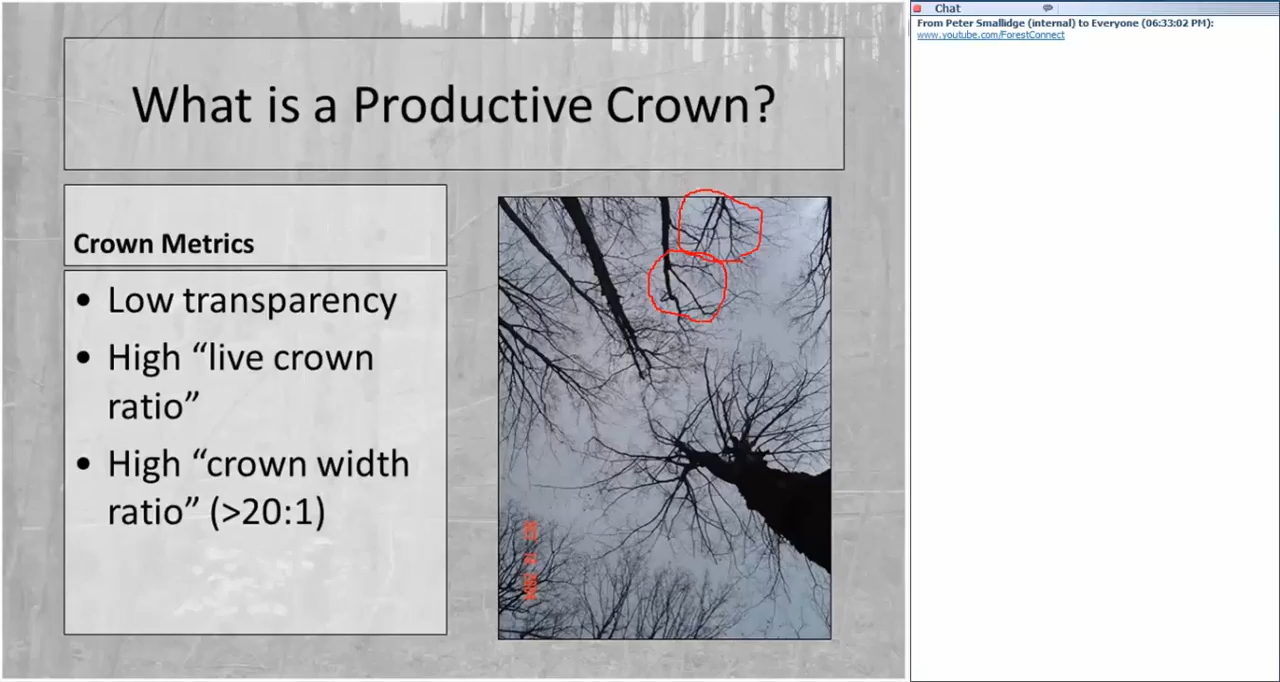 What is a Productive Crown?
Crown Metrics
• Low transparency
• High “live crown
ratio”
• High “crown width
ratio” (>20:1)
Chat
From Peter Smallidge (internal) to Everyone (06:33:02 PM):
www.youtube.com/ForestConnect